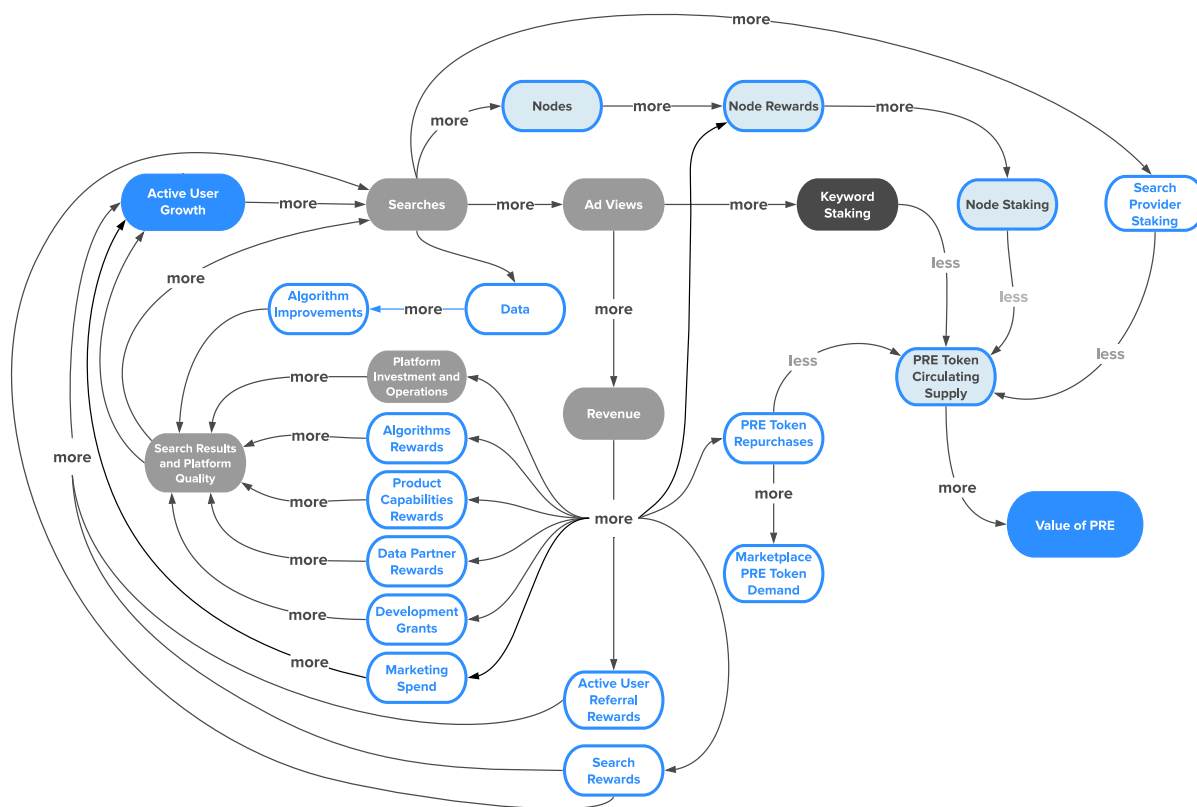 more
Nodes
more
Node Rewards
more
more
Active User
Growth
more
Searches
more
Ad Views
more
Keyword
Staking
Node Staking
Search
Provider
Staking
more
less
less
less
Algorithm
Improvements
more
Data
more
Platform
Investment and
Operations
more
less
PRE Token
Circulating
Supply
Revenue
Algorithms
Rewards
more
PRE Token
Repurchases
Search Results
and Platform
Quality
more
Product
Capabilities
Rewards
more
more
more
more
Value of PRE
Data Partner
Rewards
more
Marketplace
PRE Token
Demand
Development
Grants
more
Marketing
Spend
more
Active User
Referral
Rewards
Search
Rewards